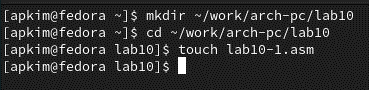 [apkim@fedora ~]$ mkdir ~/work/arch-pc/lab10
[apkim@fedora ~]$ cd ~/work/arch-pc/lab10
[apkim@fedora lab10]$ touch lab10-1.asm
[apkim@fedora lab10]$